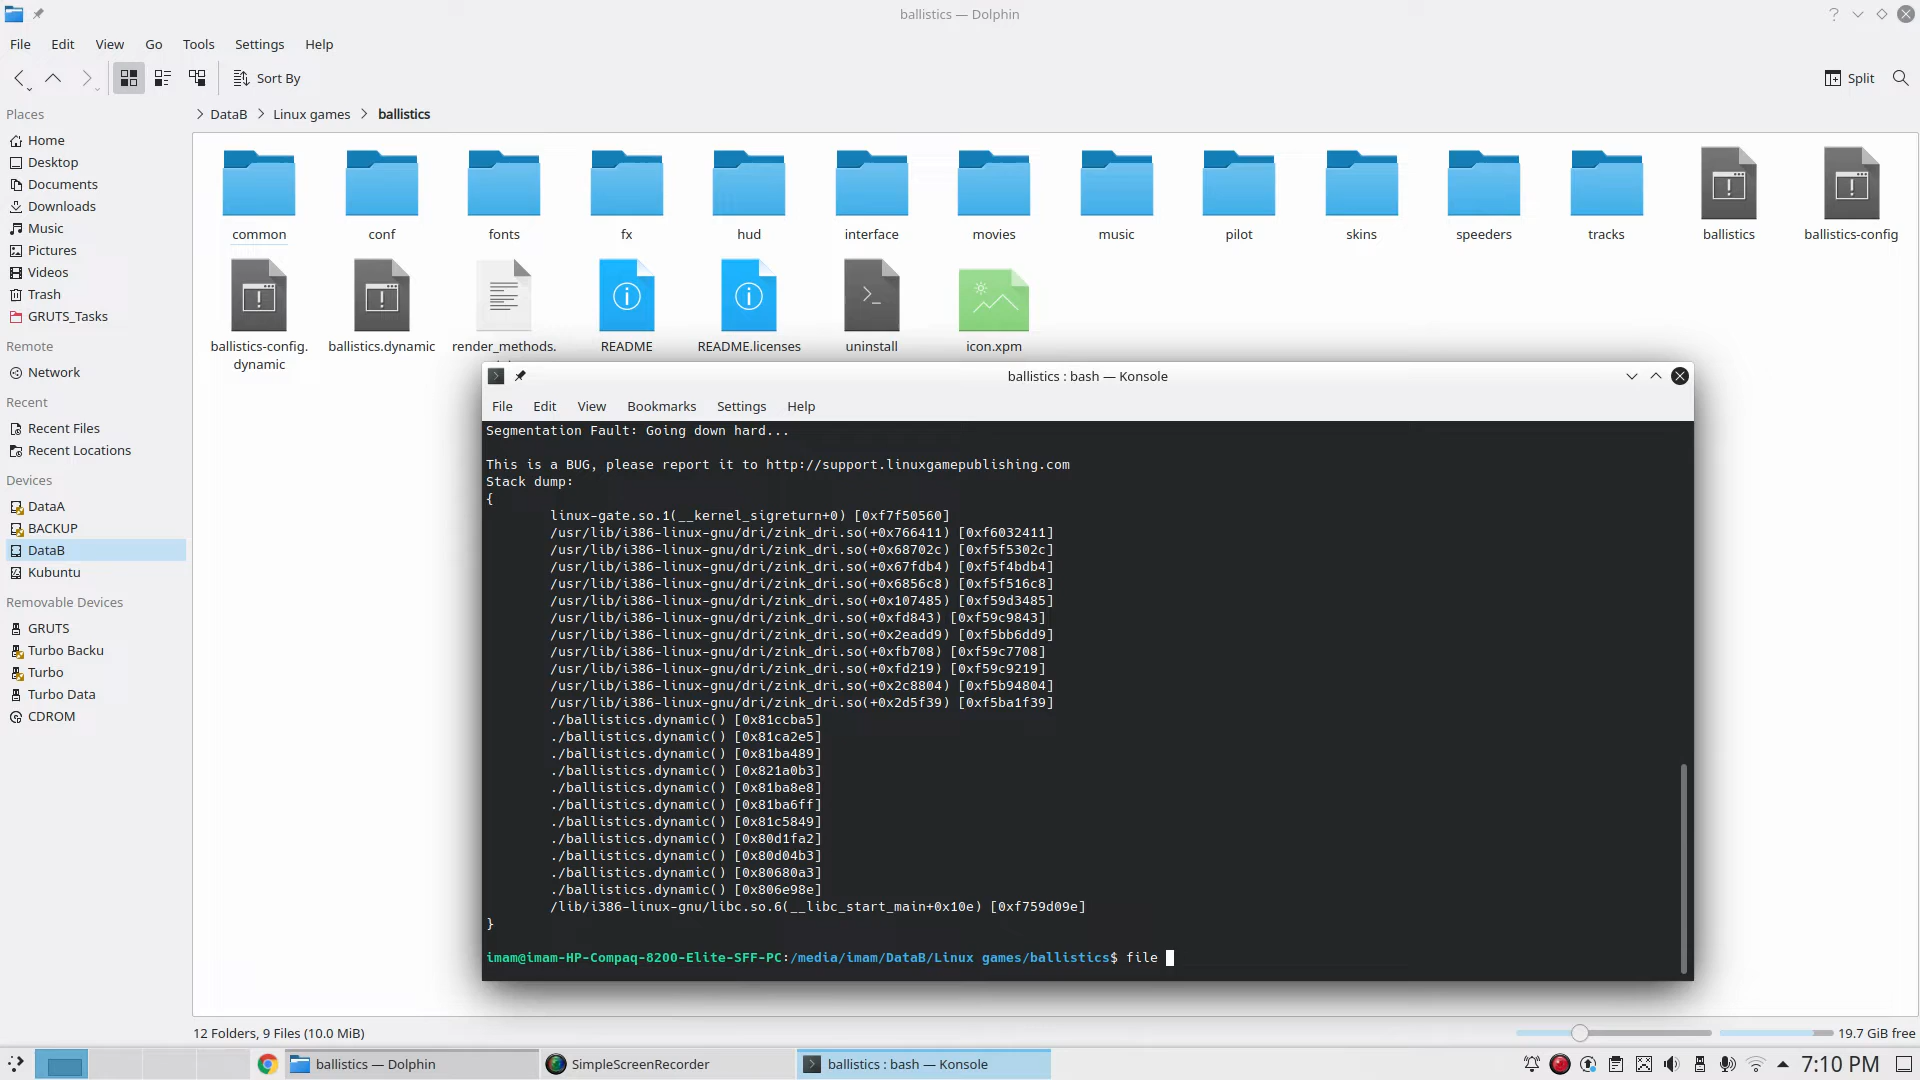 ballistics — Dolphin
File Edit View Go Tools Settings Help
Sort By
Split
Places
DataB Linux games ballistics
Home
Desktop
Documents
Downloads
Music
Pictures
Videos
Trash
GRUTS_Tasks
Remote
Network
Recent
Recent Files
Recent Locations
Devices
DataA
BACKUP
DataB
Kubuntu
Removable Devices
GRUTS
Turbo Backu
Turbo
Turbo Data
CDROM
common conf fonts fx hud interface movies music pilot skins speeders tracks ballistics ballistics-config
ballistics-config. ballistics.dynamic render_methods. README README.licenses uninstall icon.xpm
dynamic
ballistics : bash — Konsole
File Edit View Bookmarks Settings Help
Segmentation Fault: Going down hard...
This is a BUG, please report it to http://support.linuxgamepublishing.com
Stack dump:
{
linux-gate.so.1(__kernel_sigreturn+0) [0xf7f50560]
/usr/lib/i386-linux-gnu/dri/zink_dri.so(+0x766411) [0xf6032411]
/usr/lib/i386-linux-gnu/dri/zink_dri.so(+0x68702c) [0xf5f5302c]
/usr/lib/i386-linux-gnu/dri/zink_dri.so(+0x67fdb4) [0xf5f4bdb4]
/usr/lib/i386-linux-gnu/dri/zink_dri.so(+0x6856c8) [0xf5f516c8]
/usr/lib/i386-linux-gnu/dri/zink_dri.so(+0x107485) [0xf59d3485]
/usr/lib/i386-linux-gnu/dri/zink_dri.so(+0xfd843) [0xf59c9843]
/usr/lib/i386-linux-gnu/dri/zink_dri.so(+0x2eadd9) [0xf5bb6dd9]
/usr/lib/i386-linux-gnu/dri/zink_dri.so(+0xfb708) [0xf59c7708]
/usr/lib/i386-linux-gnu/dri/zink_dri.so(+0xfd219) [0xf59c9219]
/usr/lib/i386-linux-gnu/dri/zink_dri.so(+0x2c8804) [0xf5b94804]
/usr/lib/i386-linux-gnu/dri/zink_dri.so(+0x2d5f39) [0xf5ba1f39]
./ballistics.dynamic() [0x81ccba5]
./ballistics.dynamic() [0x81ca2e5]
./ballistics.dynamic() [0x81ba489]
./ballistics.dynamic() [0x821a0b3]
./ballistics.dynamic() [0x81ba8e8]
./ballistics.dynamic() [0x81ba6ff]
./ballistics.dynamic() [0x81c5849]
./ballistics.dynamic() [0x80d1fa2]
./ballistics.dynamic() [0x80d04b3]
./ballistics.dynamic() [0x80680a3]
./ballistics.dynamic() [0x806e98e]
/lib/i386-linux-gnu/libc.so.6(__libc_start_main+0x10e) [0xf759d09e]
}
imam@imam-HP-Compaq-8200-Elite-SFF-PC:/media/imam/DataB/Linux games/ballistics$ file
12 Folders, 9 Files (10.0 MiB)
19.7 GiB free
ballistics — Dolphin
SimpleScreenRecorder
ballistics : bash — Konsole
7:10 PM